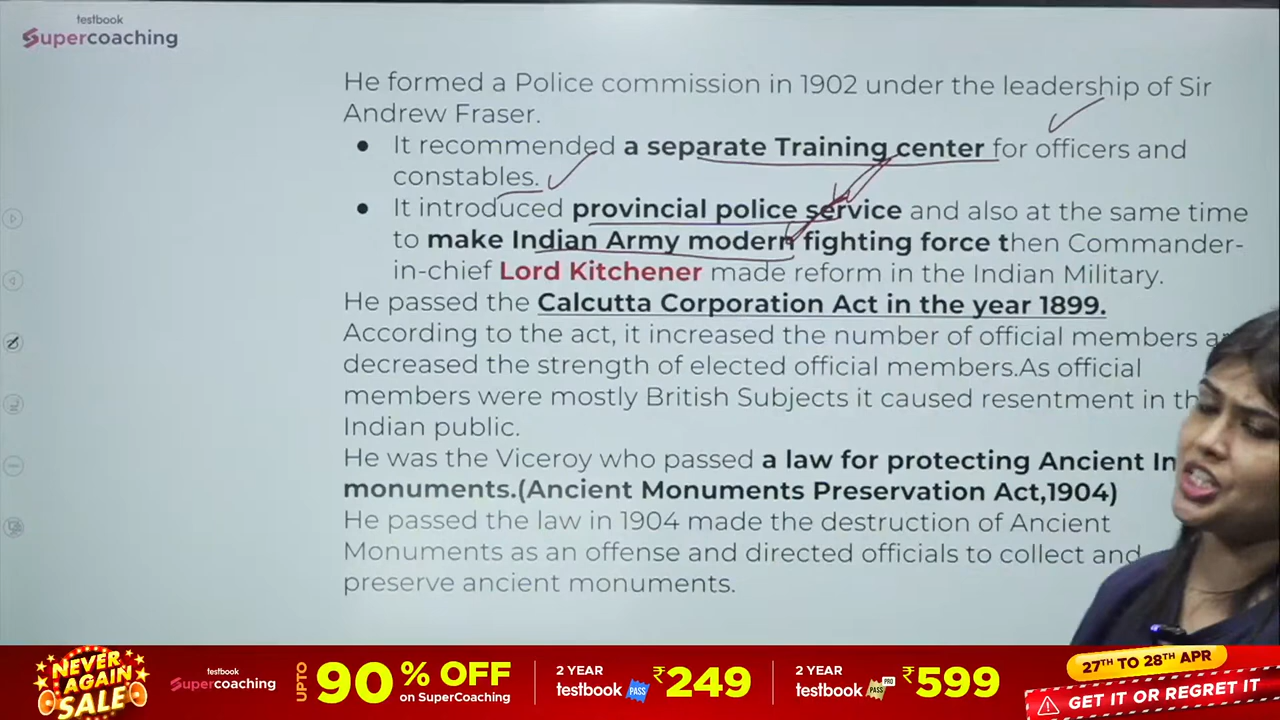 testbook
Supercoaching
He formed a Police commission in 1902 under the leadership of Sir
Andrew Fraser.
● It recommended a separate Training center for officers and
constables.
● It introduced provincial police service and also at the same time
to make Indian Army modern fighting force then Commander-
in-chief Lord Kitchener made reform in the Indian Military.
He passed the Calcutta Corporation Act in the year 1899.
According to the act, it increased the number of official members
decreased the strength of elected official members.As official
members were mostly British Subjects it caused resentment in
Indian public.
He was the Viceroy who passed a law for protecting Ancient
monuments.(Ancient Monuments Preservation Act,1904)
He passed the law in 1904 made the destruction of Ancient
Monuments as an offense and directed officials to collect and
preserve ancient monuments.
NEVER AGAIN SALE
testbook
Supercoaching
UPTO 90% OFF
on SuperCoaching
2 YEAR
testbook PASS
₹249
2 YEAR
testbook PASS PRO
₹599
27TH TO 28TH APR
GET IT OR REGRET IT